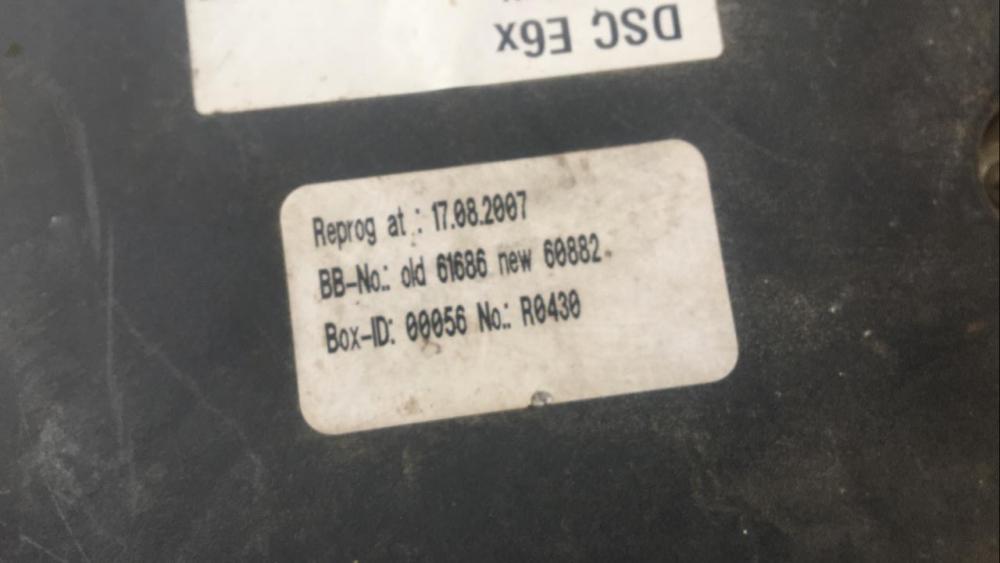 DSC E6x
Reprog at : 17.08.2007
BB-No.: old 61686 new 60882
Box-ID: 00056 No.: R0430